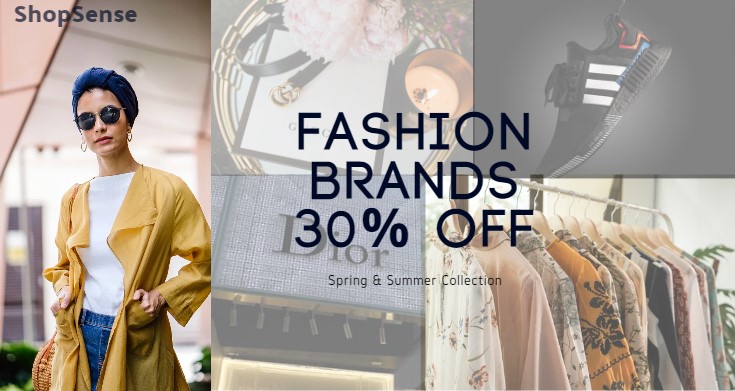 ShopSense
FASHION
BRANDS
30% OFF
Dior
Spring & Summer Collection